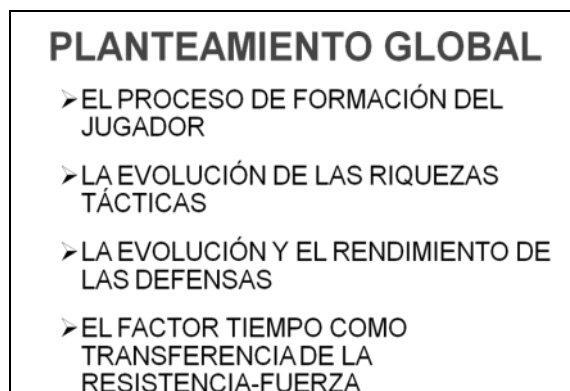 PLANTEAMIENTO GLOBAL
➢EL PROCESO DE FORMACIÓN DEL
JUGADOR
➢LA EVOLUCIÓN DE LAS RIQUEZAS
TÁCTICAS
➢LA EVOLUCIÓN Y EL RENDIMIENTO DE
LAS DEFENSAS
➢EL FACTOR TIEMPO COMO
TRANSFERENCIA DE LA
RESISTENCIA-FUERZA